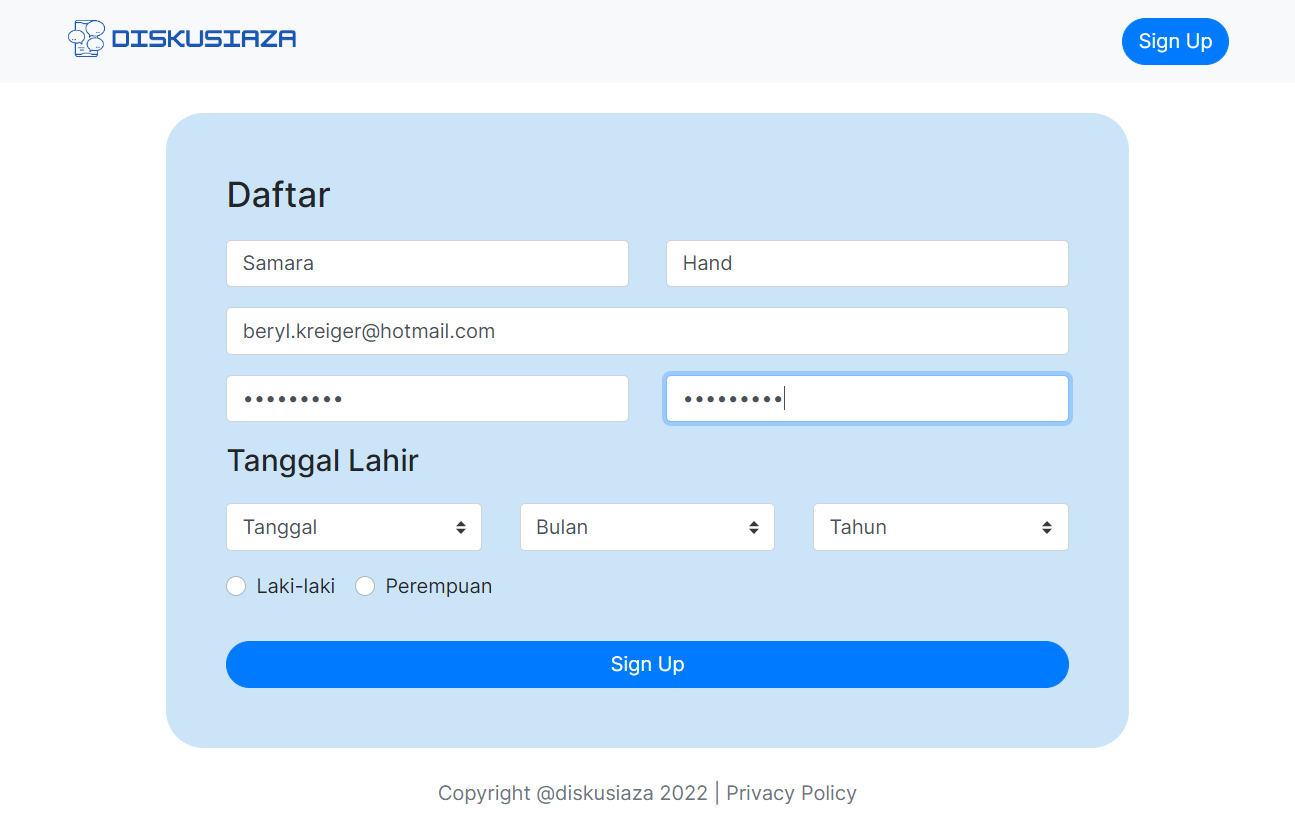 DISKUSIAZA
Sign Up
Daftar
Samara
Hand
beryl.kreiger@hotmail.com
•••••••••
•••••••••
Tanggal Lahir
Tanggal
Bulan
Tahun
Laki-laki
Perempuan
Sign Up
Copyright @diskusiaza 2022 | Privacy Policy